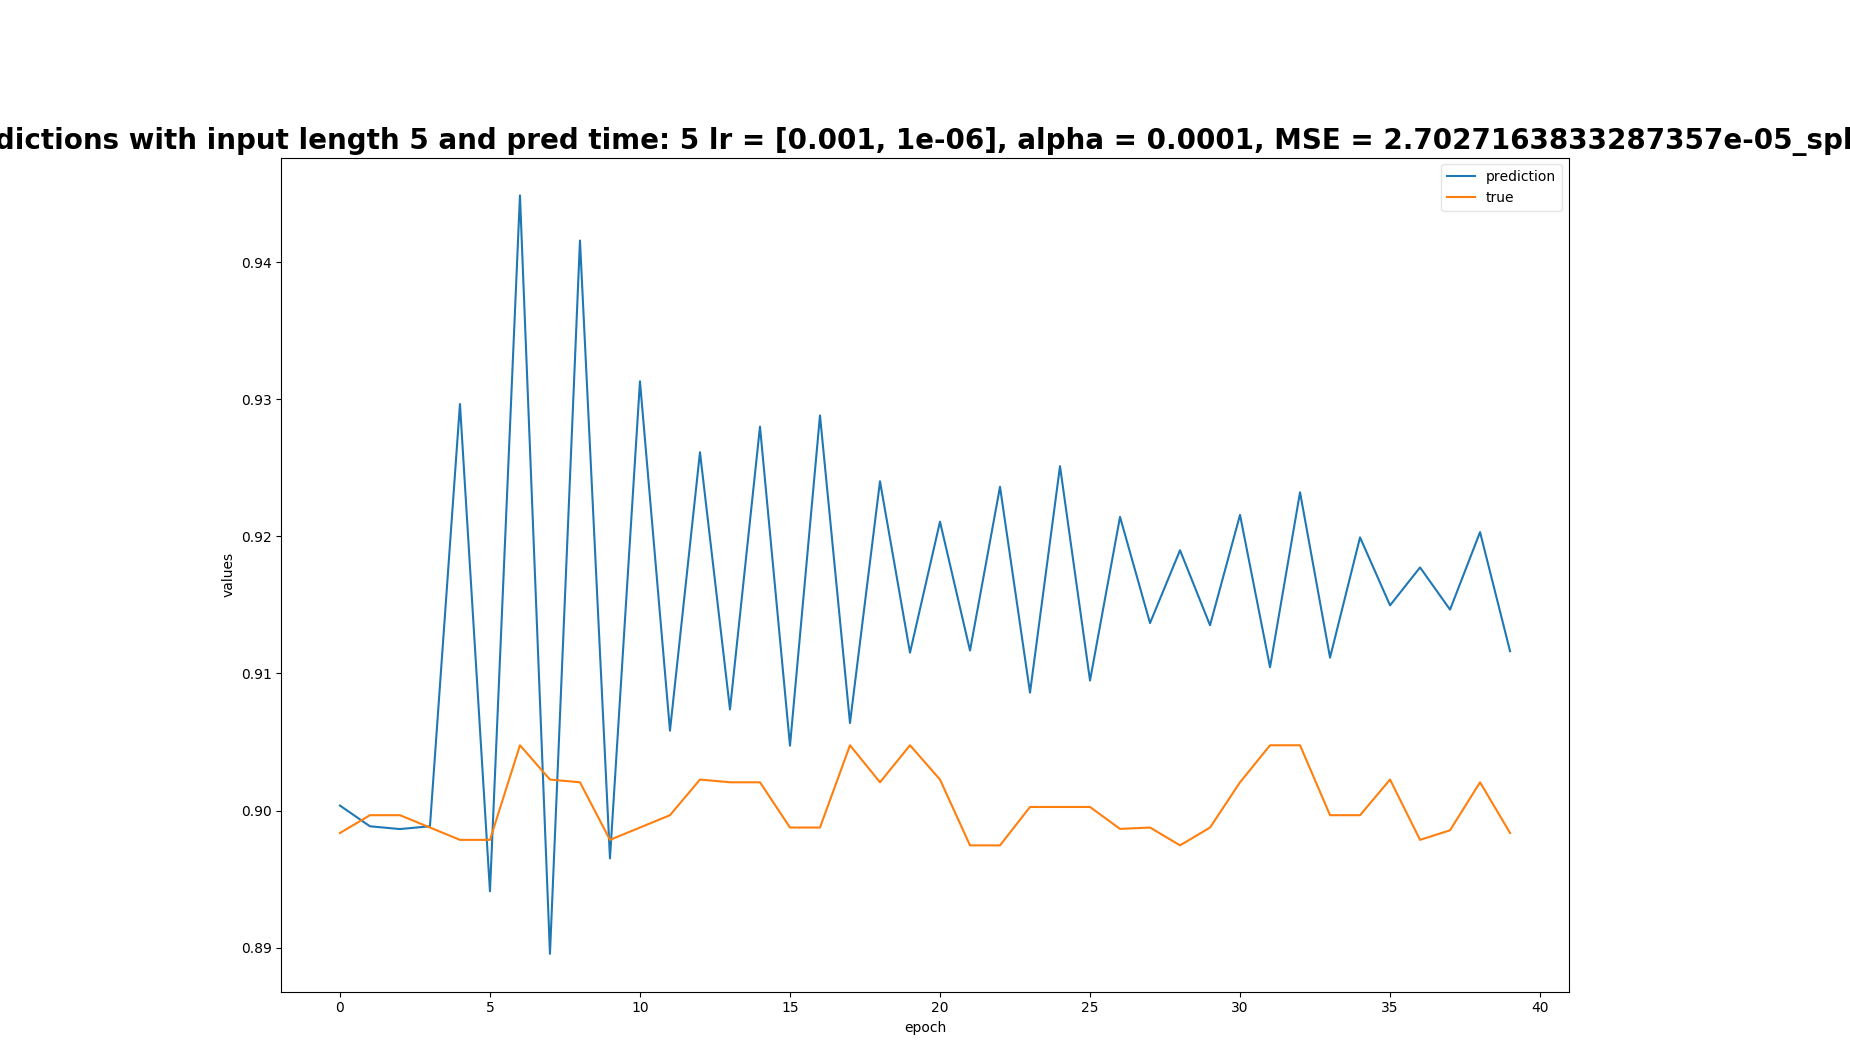 dictions with input length 5 and pred time: 5 lr = [0.001, 1e-06], alpha = 0.0001, MSE = 2.7027163833287357e-05_spl
prediction
true
0.94
0.93
0.92
0.91
0.90
0.89
values
0 5 10 15 20 25 30 35 40
epoch